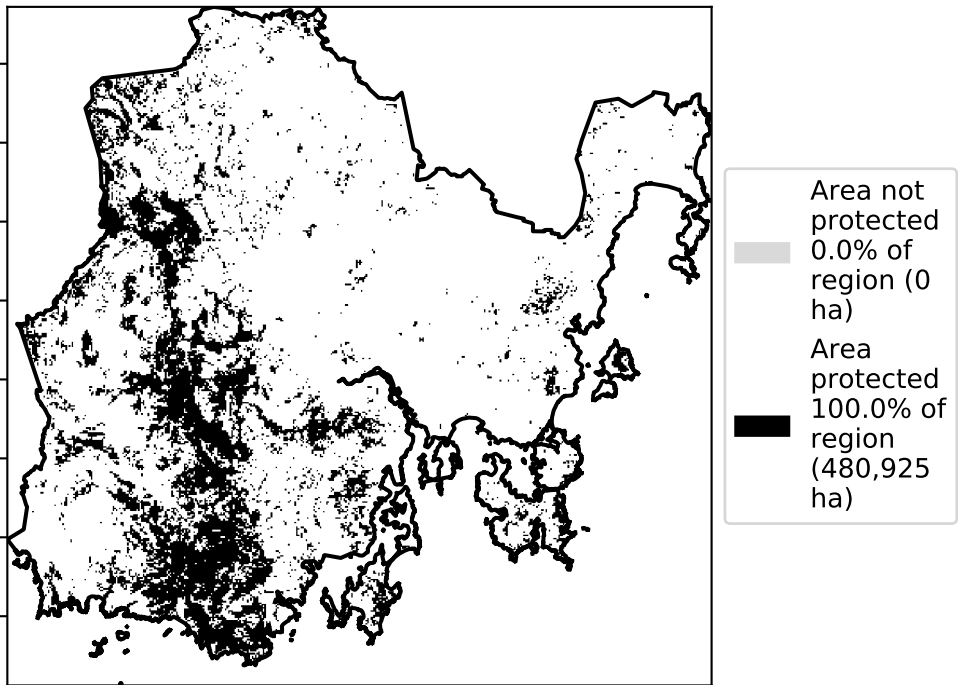 Area not
protected
0.0% of
region (0
ha)
Area
protected
100.0% of
region
(480,925
ha)